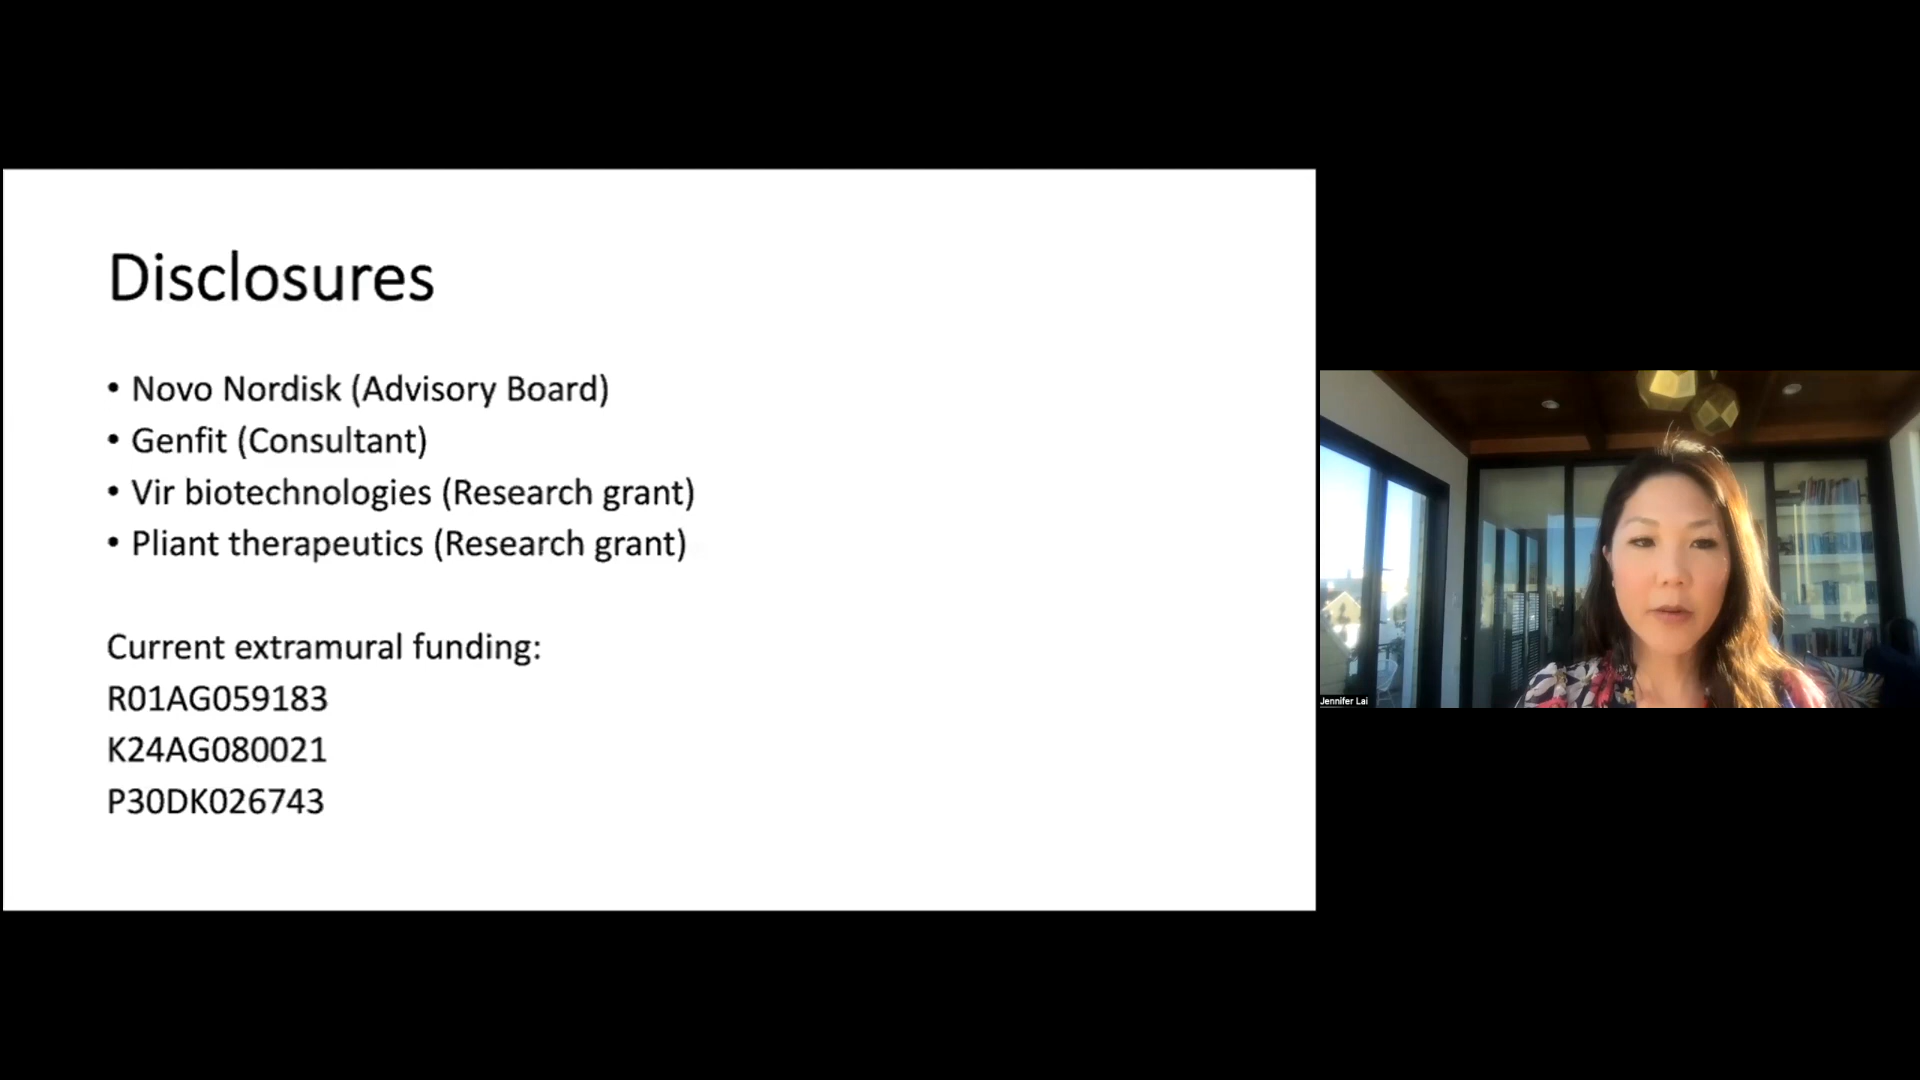 Disclosures
• Novo Nordisk (Advisory Board)
• Genfit (Consultant)
• Vir biotechnologies (Research grant)
• Pliant therapeutics (Research grant)
Current extramural funding:
R01AG059183
K24AG080021
P30DK026743
Jennifer Lai